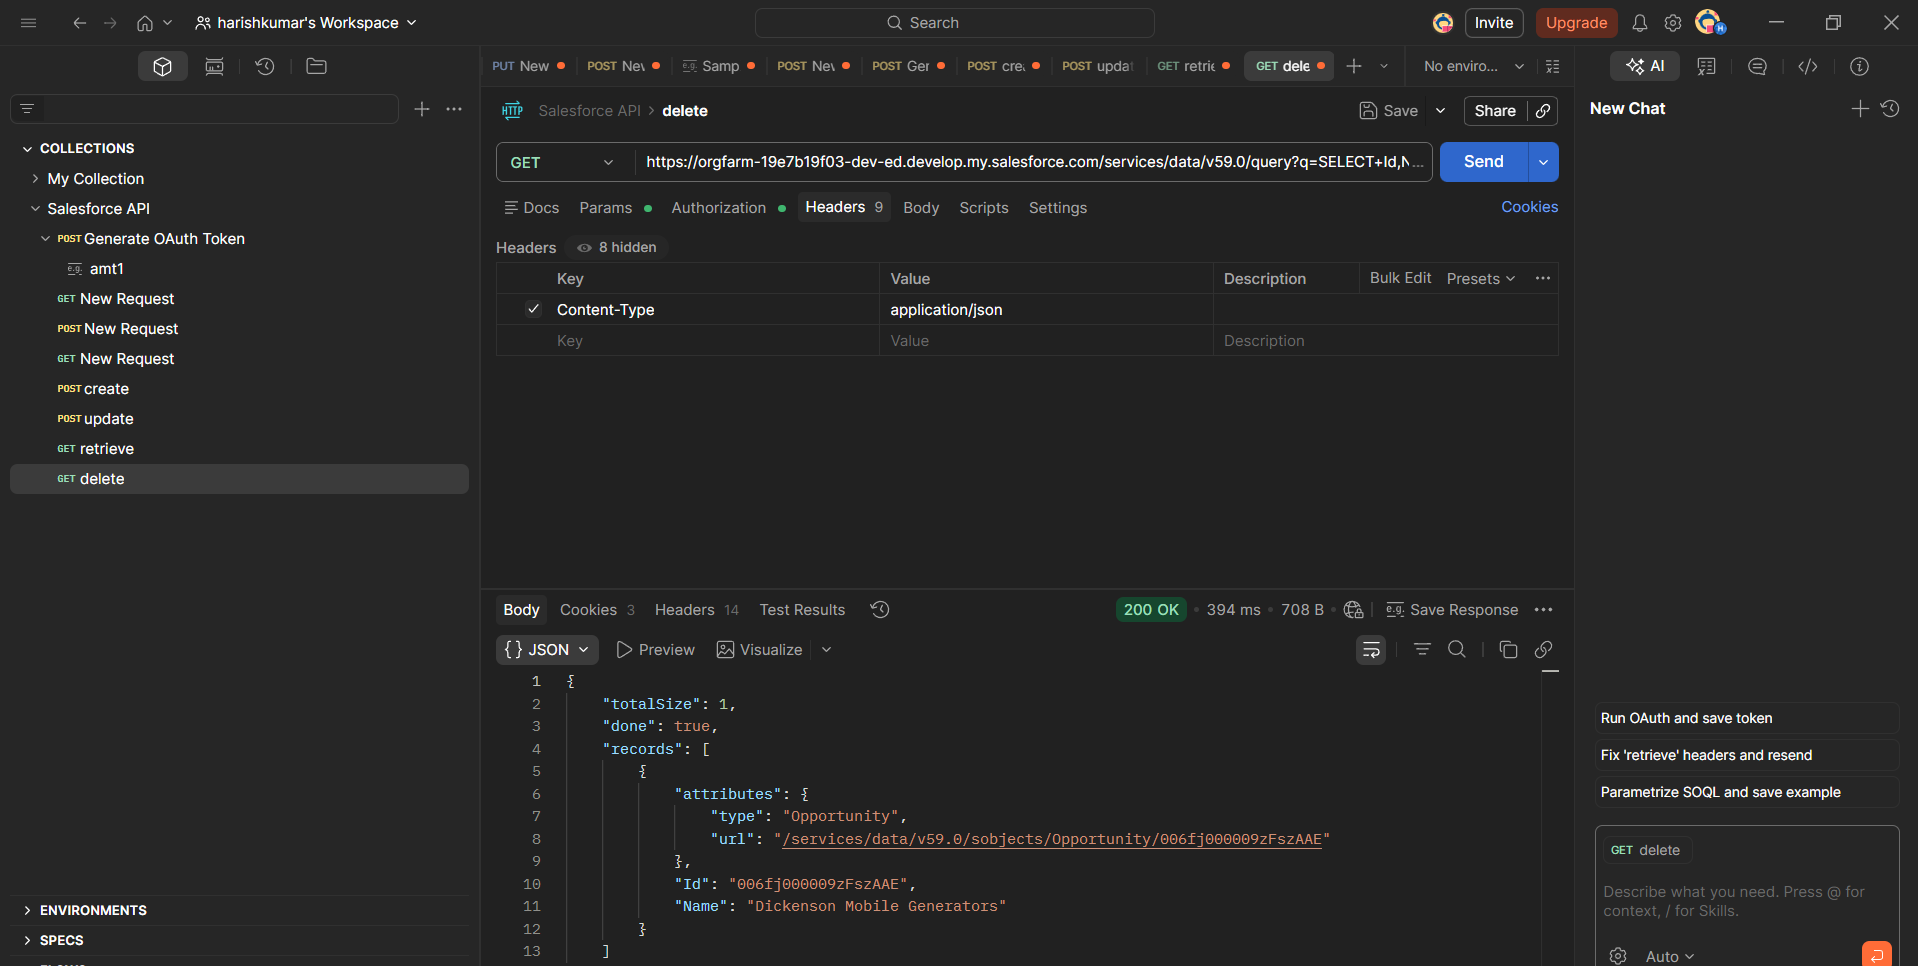 harishkumar's Workspace
Search
Invite
Upgrade
H
PUT New
POST Nev
e.g. Samp
POST Nev
POST Ger
POST cre
POST updat
GET retrie
GET dele
No enviro...
AI
HTTP Salesforce API > delete
Save
Share
New Chat
COLLECTIONS
My Collection
Salesforce API
POST Generate OAuth Token
e.g. amt1
GET New Request
POST New Request
GET New Request
POST create
POST update
GET retrieve
GET delete
ENVIRONMENTS
SPECS
GET
https://orgfarm-19e7b19f03-dev-ed.develop.my.salesforce.com/services/data/v59.0/query?q=SELECT+Id,N...
Send
Docs Params Authorization Headers 9 Body Scripts Settings
Cookies
Headers 8 hidden
Key Value Description Bulk Edit Presets
Content-Type application/json
Key Value Description
Body Cookies 3 Headers 14 Test Results
200 OK 394 ms 708 B
e.g. Save Response
{} JSON Preview Visualize
1 {
2 "totalSize": 1,
3 "done": true,
4 "records": [
5 {
6 "attributes": {
7 "type": "Opportunity",
8 "url": "/services/data/v59.0/sobjects/Opportunity/006fj000009zFszAAE"
9 },
10 "Id": "006fj000009zFszAAE",
11 "Name": "Dickenson Mobile Generators"
12 }
13 ]
Run OAuth and save token
Fix 'retrieve' headers and resend
Parametrize SOQL and save example
GET delete
Describe what you need. Press @ for
context, / for Skills.
Auto